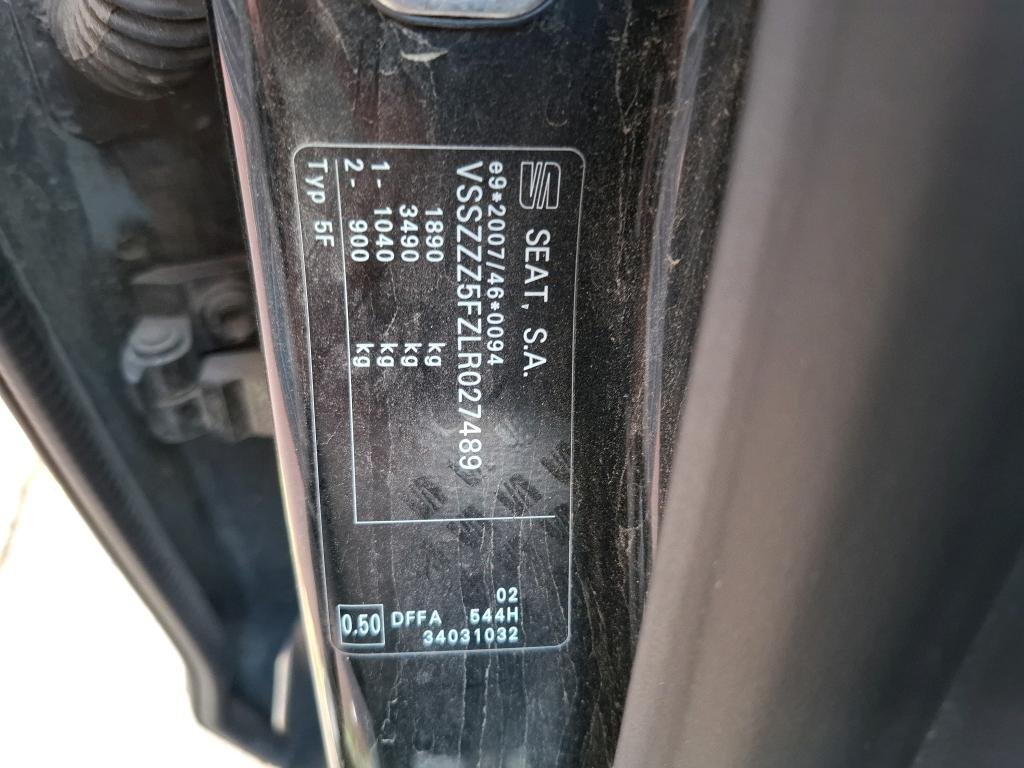 SEAT, S.A.
e9*2007/46*0094
VSSZZZ5FZLR027489
1890 kg
3490 kg
1- 1040 kg
2- 900 kg
Typ 5F
02
544H
34031032
DFFA
0.50